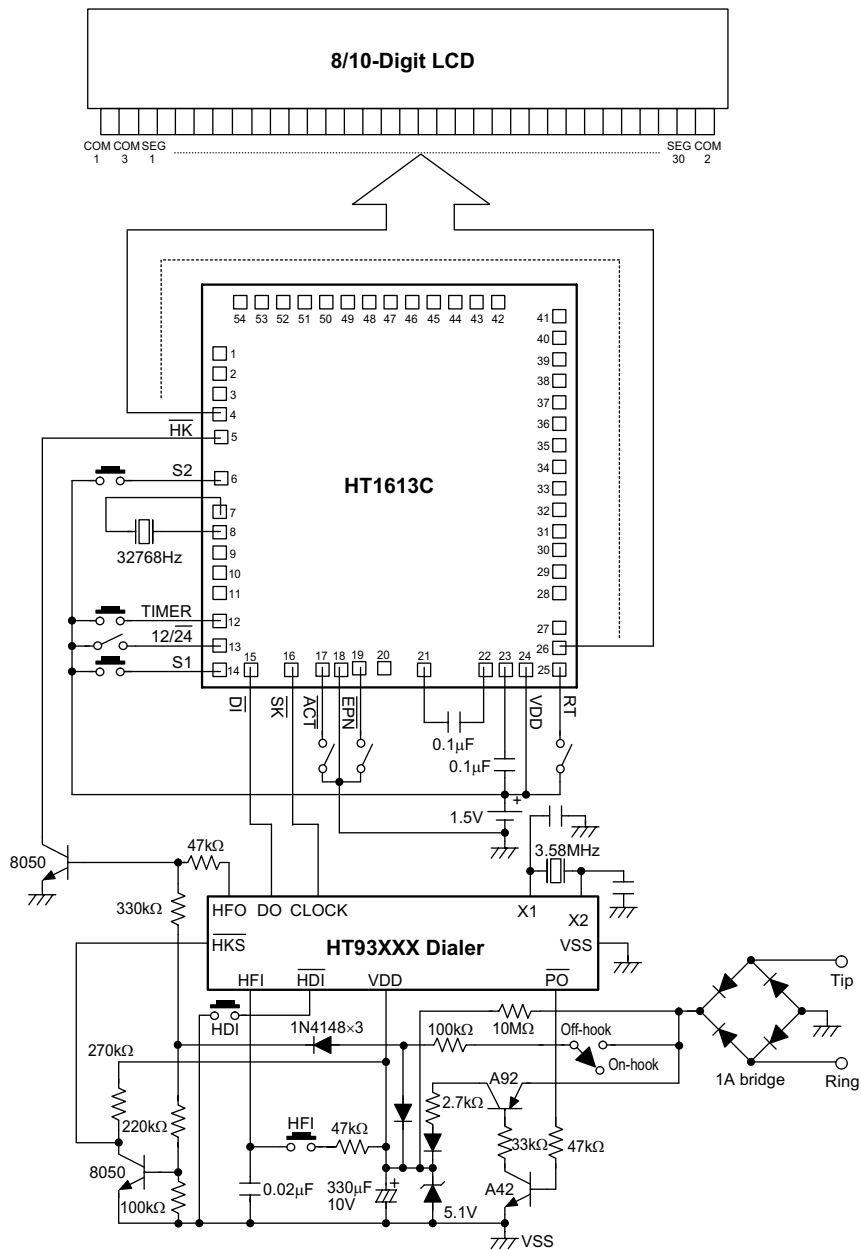 8/10-Digit LCD
COM COM SEG SEG COM
1 3 1 30 2
54 53 52 51 50 49 48 47 46 45 44 43 42
41
40
1
39
2
38
3
37
4
36
HK
5
35
34
S2
6
HT1613C
33
7
32
8
31
9
30
32768Hz
10
29
11
28
TIMER
12
27
12/24
13
26
S1
14
15 16 17 18 19 20 21 22 23 24 25
DI SK ACT EPN VDD RT
0.1µF
0.1µF
+
1.5V
47kΩ
3.58MHz
8050
330kΩ
HFO DO CLOCK X1 X2
HKS
HT93XXX Dialer
VSS
HFI HDI VDD PO
Tip
HDI
1N4148×3
10MΩ
100kΩ
Off-hook
On-hook
270kΩ
A92
1A bridge
Ring
2.7kΩ
220kΩ
HFI
47kΩ
33kΩ
47kΩ
8050
0.02µF
330µF
10V
+
A42
100kΩ
5.1V
VSS